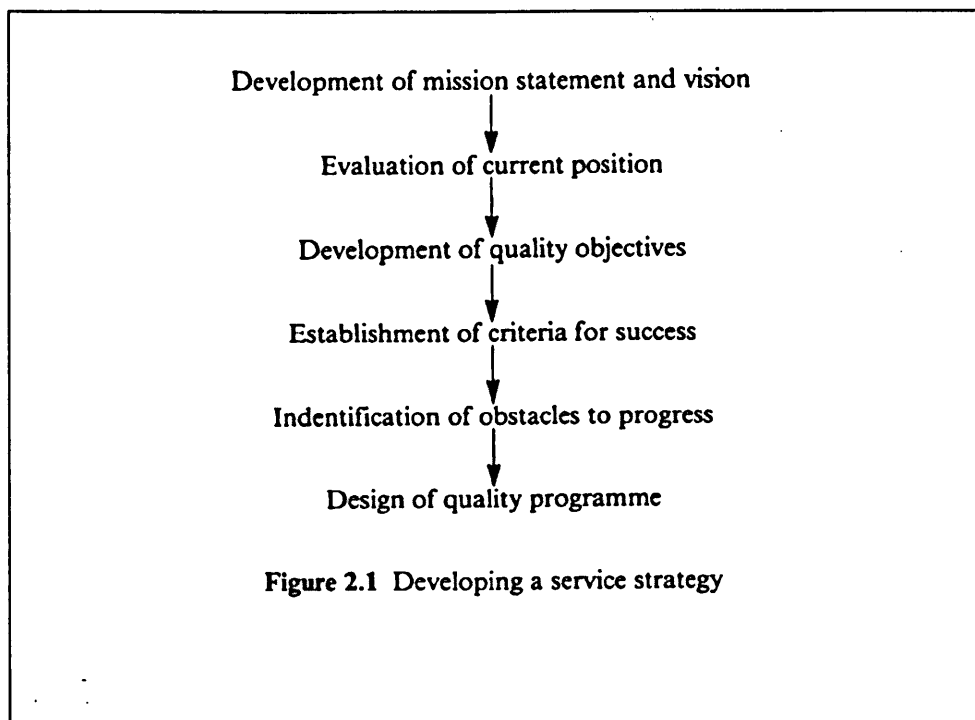 Development of mission statement and vision
Evaluation of current position
Development of quality objectives
Establishment of criteria for success
Indentification of obstacles to progress
Design of quality programme
Figure 2.1 Developing a service strategy